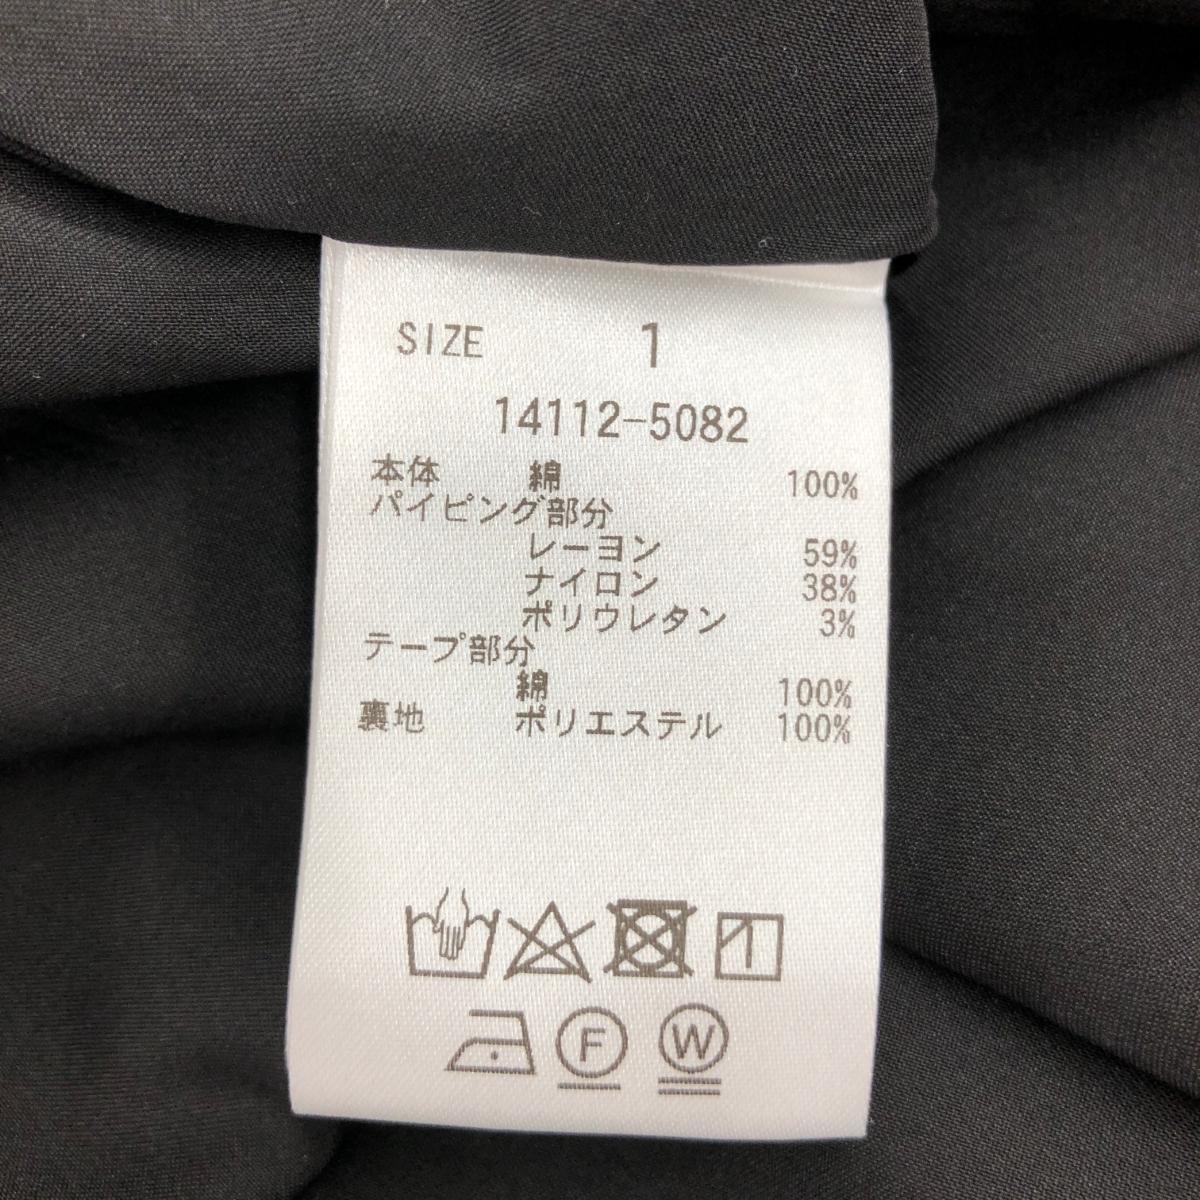 SIZE 1
14112-5082
本体 綿 100%
パイピング部分
レーヨン 59%
ナイロン 38%
ポリウレタン 3%
テープ部分
綿 100%
裏地 ポリエステル 100%
F W